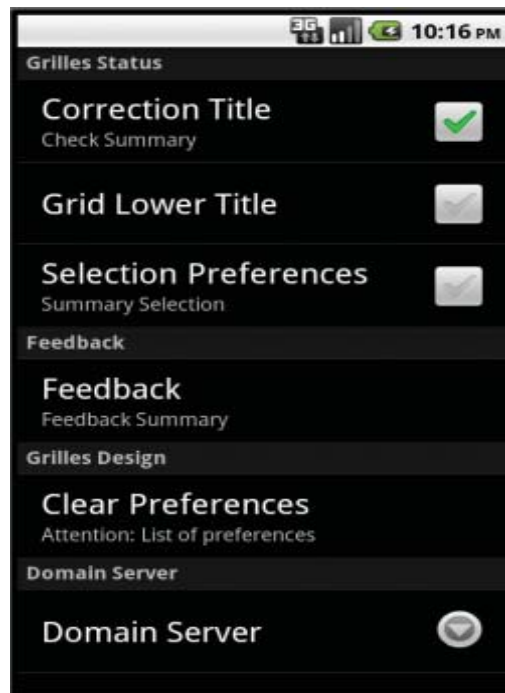 3G 10:16 PM
Grilles Status
Correction Title
Check Summary
Grid Lower Title
Selection Preferences
Summary Selection
Feedback
Feedback
Feedback Summary
Grilles Design
Clear Preferences
Attention: List of preferences
Domain Server
Domain Server